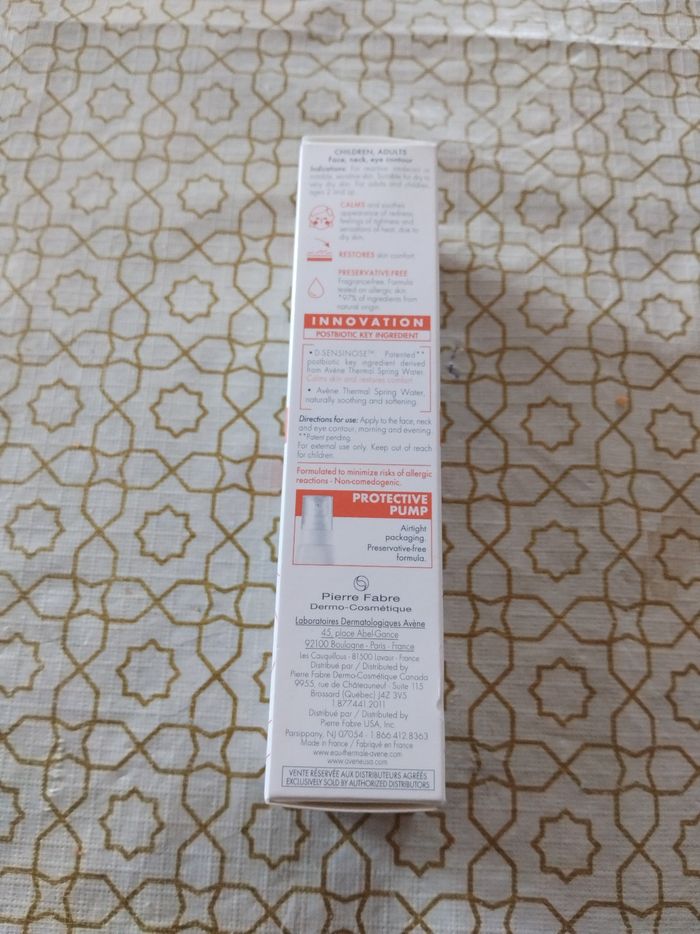 CHILDREN, ADULTS
Face, neck, eye contour
Indications: For reactive, intolerant or
sensitive skin. Suitable for dry to
very dry skin. For adults and children,
ages 2 and up.
CALMS and soothes
appearance of redness,
feelings of tightness and
sensations of heat, due to
dry skin.
RESTORES skin comfort.
PRESERVATIVE-FREE
Fragrance-free. Formula
tested on allergic skin.
*97% of ingredients from
natural origin.
INNOVATION
POSTBIOTIC KEY INGREDIENT
• D-SENSINOSE™ Patented**
postbiotic key ingredient derived
from Avène Thermal Spring Water.
Calms skin and restores comfort.
• Avène Thermal Spring Water,
naturally soothing and softening.
Directions for use: Apply to the face, neck
and eye contour, morning and evening.
**Patent pending.
For external use only. Keep out of reach
for children.
Formulated to minimize risks of allergic
reactions - Non-comedogenic.
PROTECTIVE
PUMP
Airtight
packaging.
Preservative-free
formula.
Pierre Fabre
Dermo-Cosmétique
Laboratoires Dermatologiques Avène
45, place Abel-Gance
92100 Boulogne - Paris - France
Les Cauquillous - 81500 Lavaur - France
Distribué par / Distributed by
Pierre Fabre Dermo-Cosmétique Canada
9955, rue de Châteauneuf - Suite 115
Brossard (Québec) J4Z 3V5
1.877.441.2011
Distribué par / Distributed by
Pierre Fabre USA, Inc.
Parsippany, NJ 07054 - 1.866.412.8363
Made in France / Fabriqué en France
www.eau-thermale-avene.com
www.aveneusa.com
VENTE RÉSERVÉE AUX DISTRIBUTEURS AGRÉÉS
EXCLUSIVELY SOLD BY AUTHORIZED DISTRIBUTORS